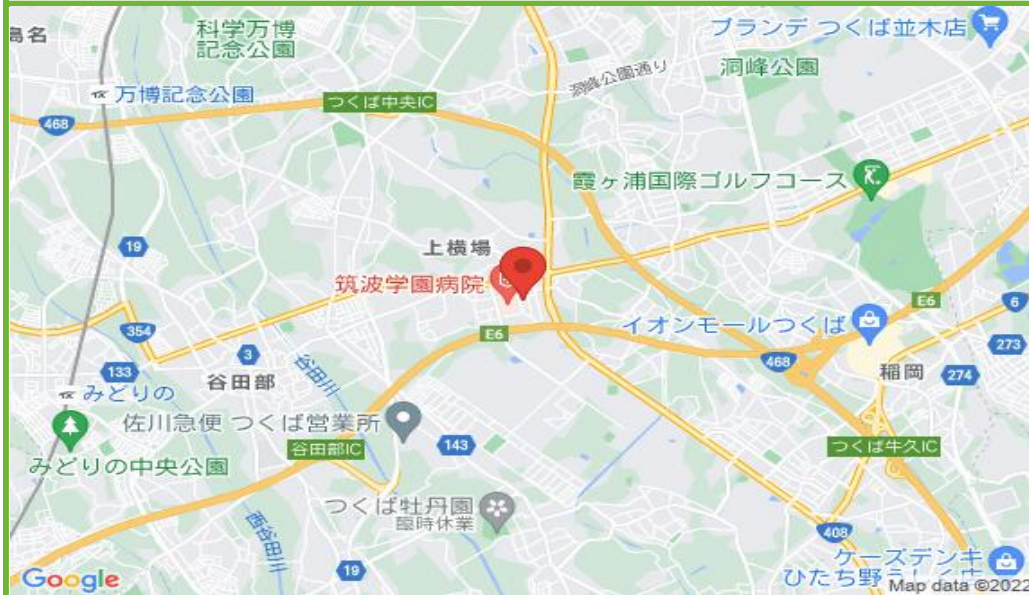 島名
科学万博
記念公園
ブランデ つくば並木店
洞峰公園通り
洞峰公園
万博記念公園
つくば中央IC
468
霞ヶ浦国際ゴルフコース
19
上横場
筑波学園病院
E6
6
354
E6
イオンモールつくば
273
133
3
谷田部
谷田川
468
稲岡
274
みどりの
佐川急便 つくば営業所
谷田部IC
143
つくば牛久IC
みどりの中央公園
つくば牡丹園
臨時休業
西谷田川
408
19
ケーズデンキ
Google
Map data ©2022